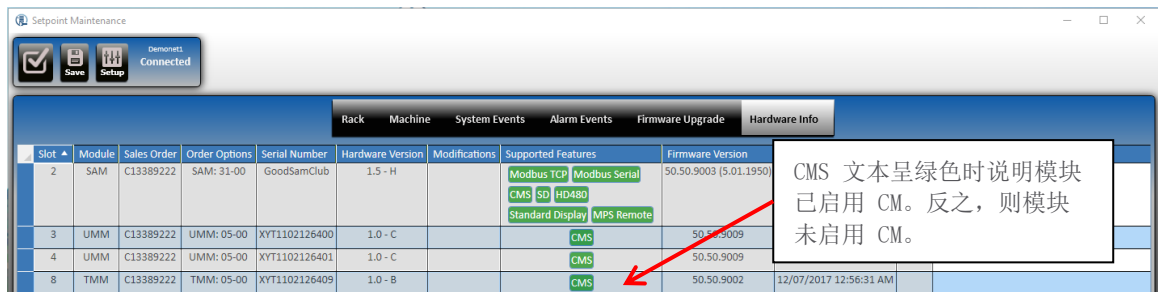 Setpoint Maintenance
Demonet1
Connected
Save Setup
Rack Machine System Events Alarm Events Firmware Upgrade Hardware Info
Slot Module Sales Order Order Options Serial Number Hardware Version Modifications Supported Features Firmware Version
2 SAM C13389222 SAM: 31-00 GoodSamClub 1.5 - H Modbus TCP Modbus Serial 50.50.9003 (5.01.1950)
CMS SD HD480
Standard Display MPS Remote
3 UMM C13389222 UMM: 05-00 XYT1102126400 1.0 - C CMS 50.50.9009
4 UMM C13389222 UMM: 05-00 XYT1102126401 1.0 - C CMS 50.50.9009
8 TMM C13389222 TMM: 05-00 XYT1102126409 1.0 - B CMS 50.50.9002 12/07/2017 12:56:31 AM
CMS 文本呈绿色时说明模块
已启用 CM。反之，则模块
未启用 CM。